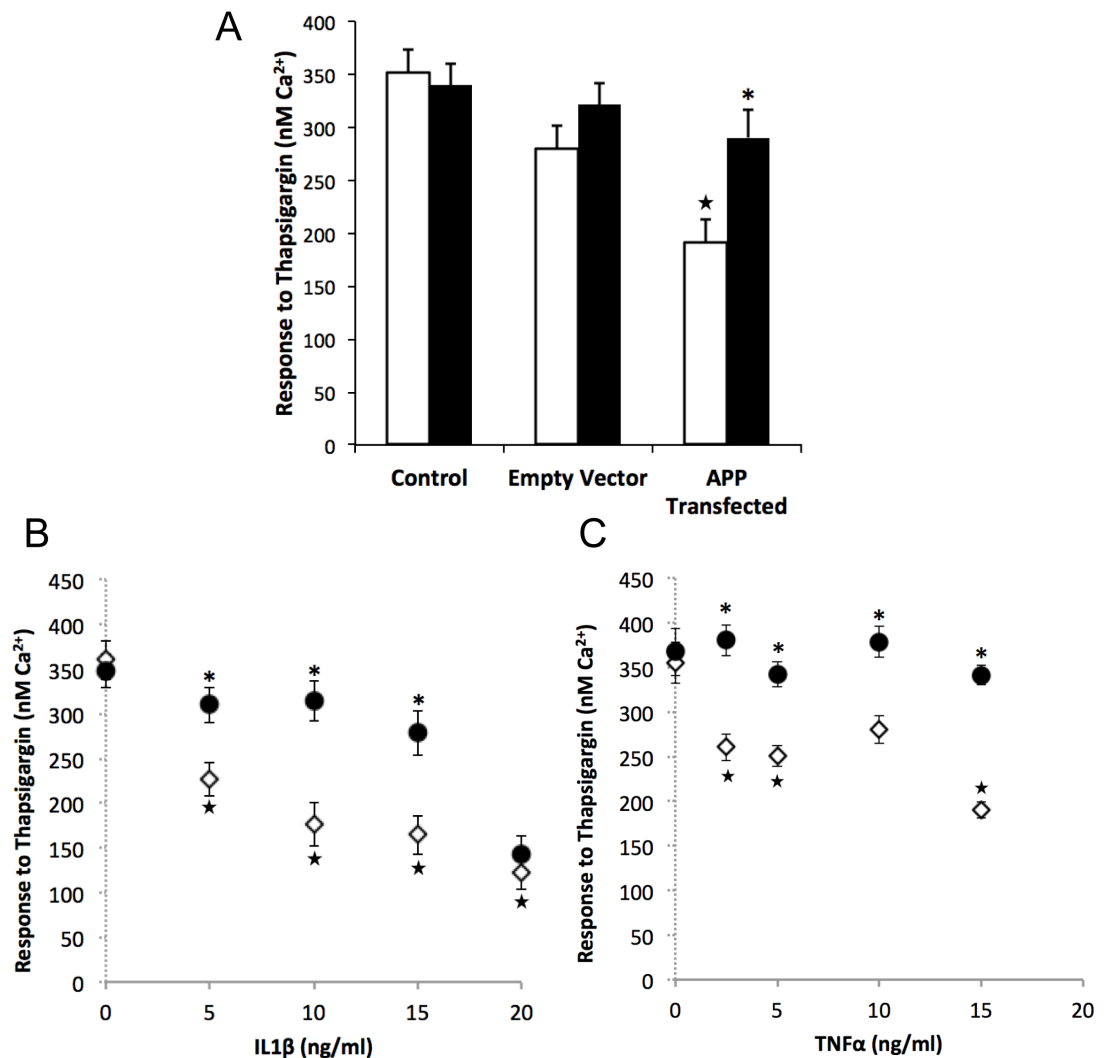 A
Response to Thapsigargin (nM Ca²⁺)
400
350
300
250
200
150
100
50
0
*
★
Control
Empty Vector
APP
Transfected
B
Response to Thapsigargin (nM Ca²⁺)
450
400
350
300
250
200
150
100
50
0
* * *
★ ★ ★ ★
0 5 10 15 20
IL1β (ng/ml)
C
Response to Thapsigargin (nM Ca²⁺)
450
400
350
300
250
200
150
100
50
0
* * * *
★ ★ ★
0 5 10 15 20
TNFα (ng/ml)